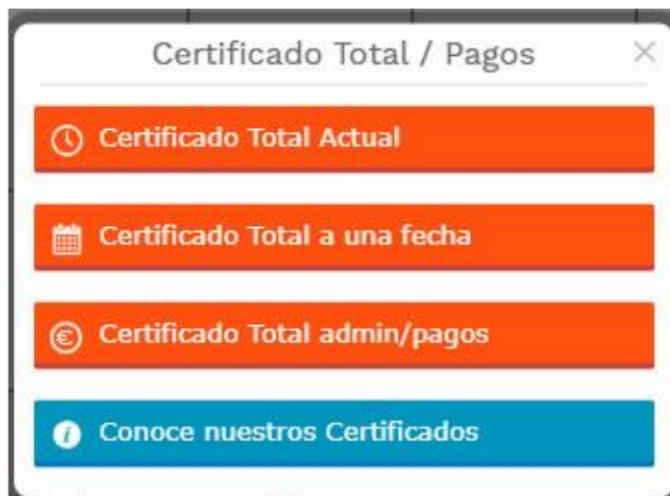 Certificado Total / Pagos
Certificado Total Actual
Certificado Total a una fecha
Certificado Total admin/pagos
Conoce nuestros Certificados